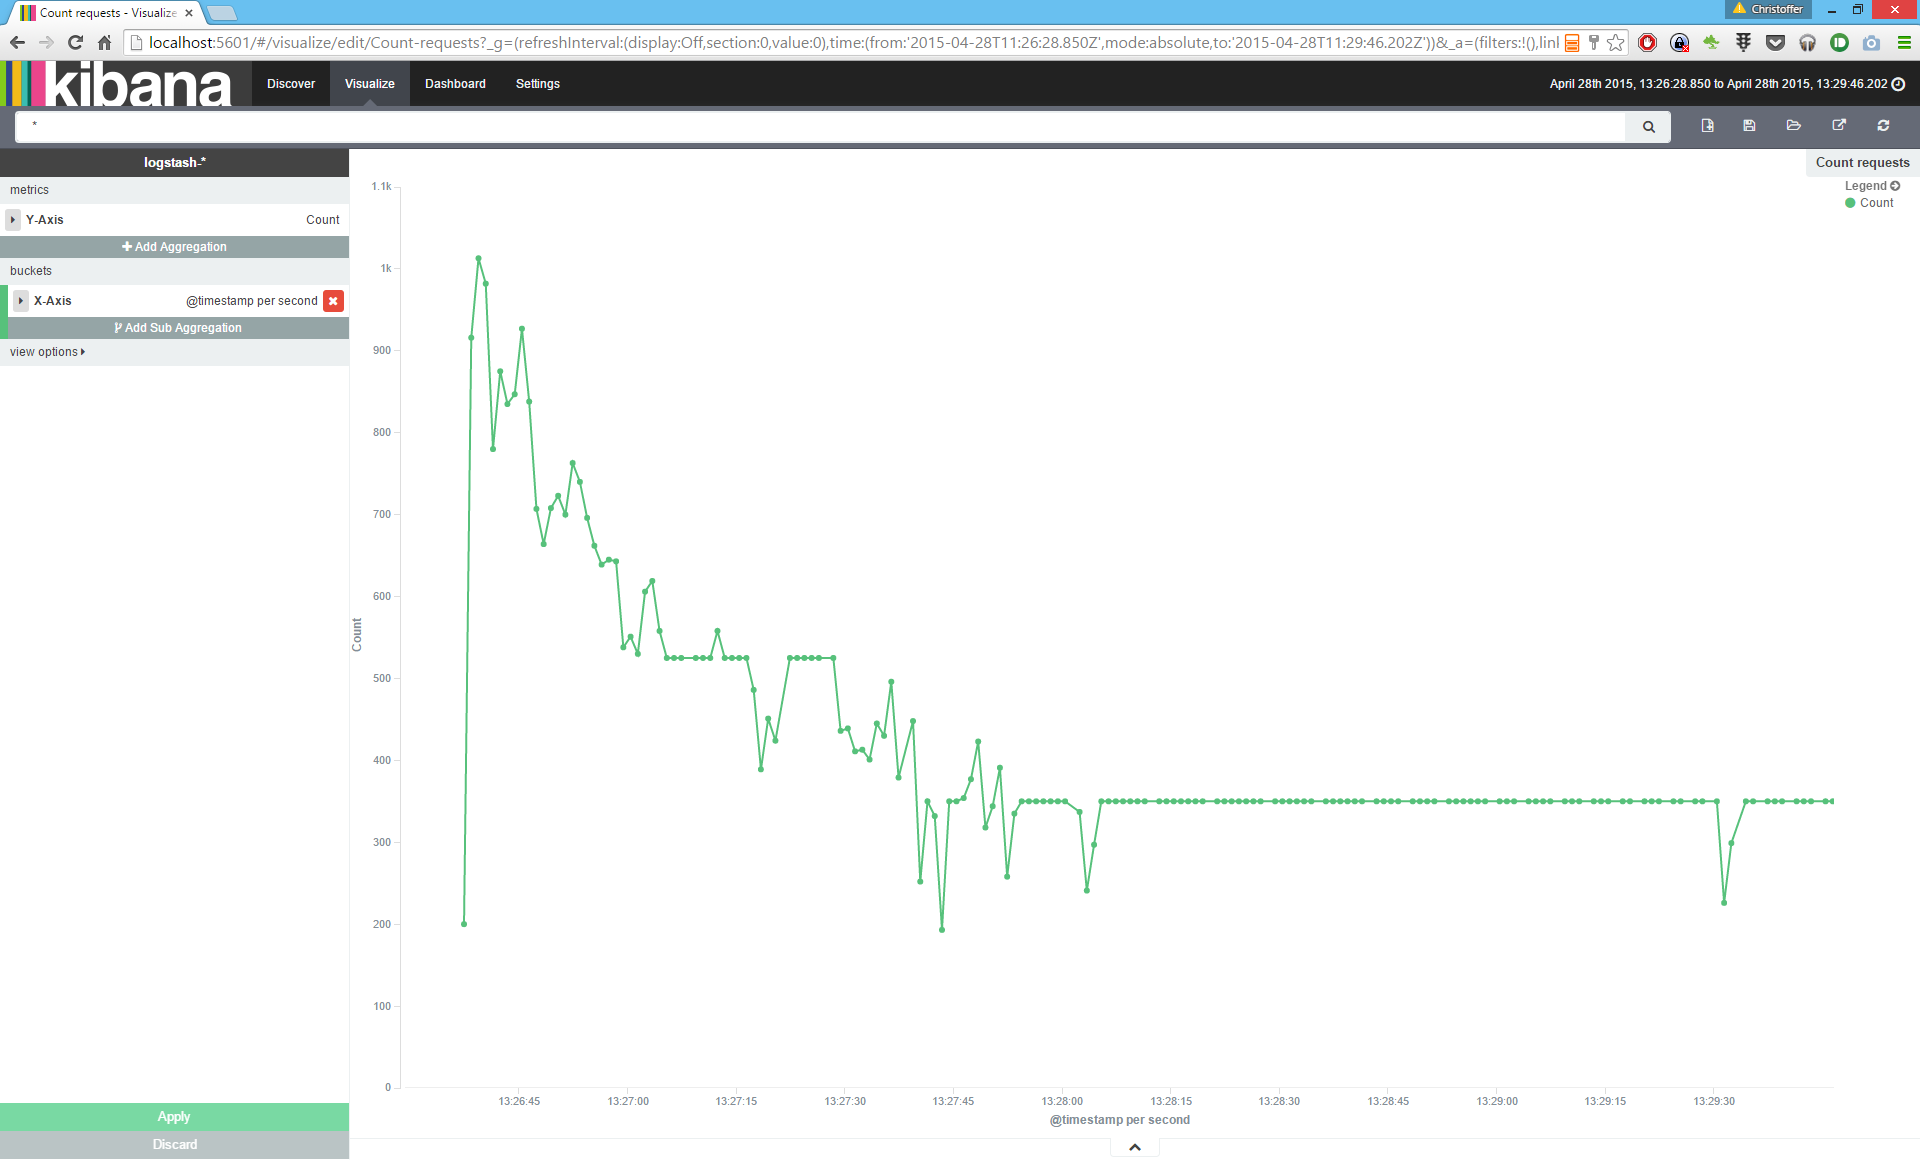 Count requests - Visualize
Christoffer
localhost:5601/#/visualize/edit/Count-requests?_g=(refreshInterval:(display:Off,section:0,value:0),time:(from:'2015-04-28T11:26:28.850Z',mode:absolute,to:'2015-04-28T11:29:46.202Z'))&_a=(filters:!(),linl
kibana
Discover
Visualize
Dashboard
Settings
April 28th 2015, 13:26:28.850 to April 28th 2015, 13:29:46.202
*
logstash-*
metrics
Y-Axis
Count
Add Aggregation
buckets
X-Axis
@timestamp per second
Add Sub Aggregation
view options
Apply
Discard
Count requests
Legend
Count
1.1k
1k
900
800
700
600
500
400
300
200
100
0
Count
13:26:45
13:27:00
13:27:15
13:27:30
13:27:45
13:28:00
13:28:15
13:28:30
13:28:45
13:29:00
13:29:15
13:29:30
@timestamp per second